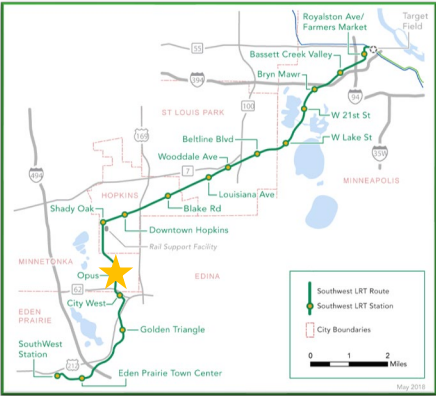 Royalston Ave/
Farmers Market
Target
Field
55
Bassett Creek Valley
394
Bryn Mawr
94
ST LOUIS PARK
100
W 21st St
169
Beltline Blvd
W Lake St
Wooddale Ave
35W
7
494
MINNEAPOLIS
Louisiana Ave
HOPKINS
Blake Rd
Shady Oak
Downtown Hopkins
Rail Support Facility
MINNETONKA
Opus
EDINA
62
City West
EDEN
PRAIRIE
Golden Triangle
SouthWest
Station
212
Eden Prairie Town Center
Southwest LRT Route
Southwest LRT Station
City Boundaries
0 1 2
Miles
May 2018